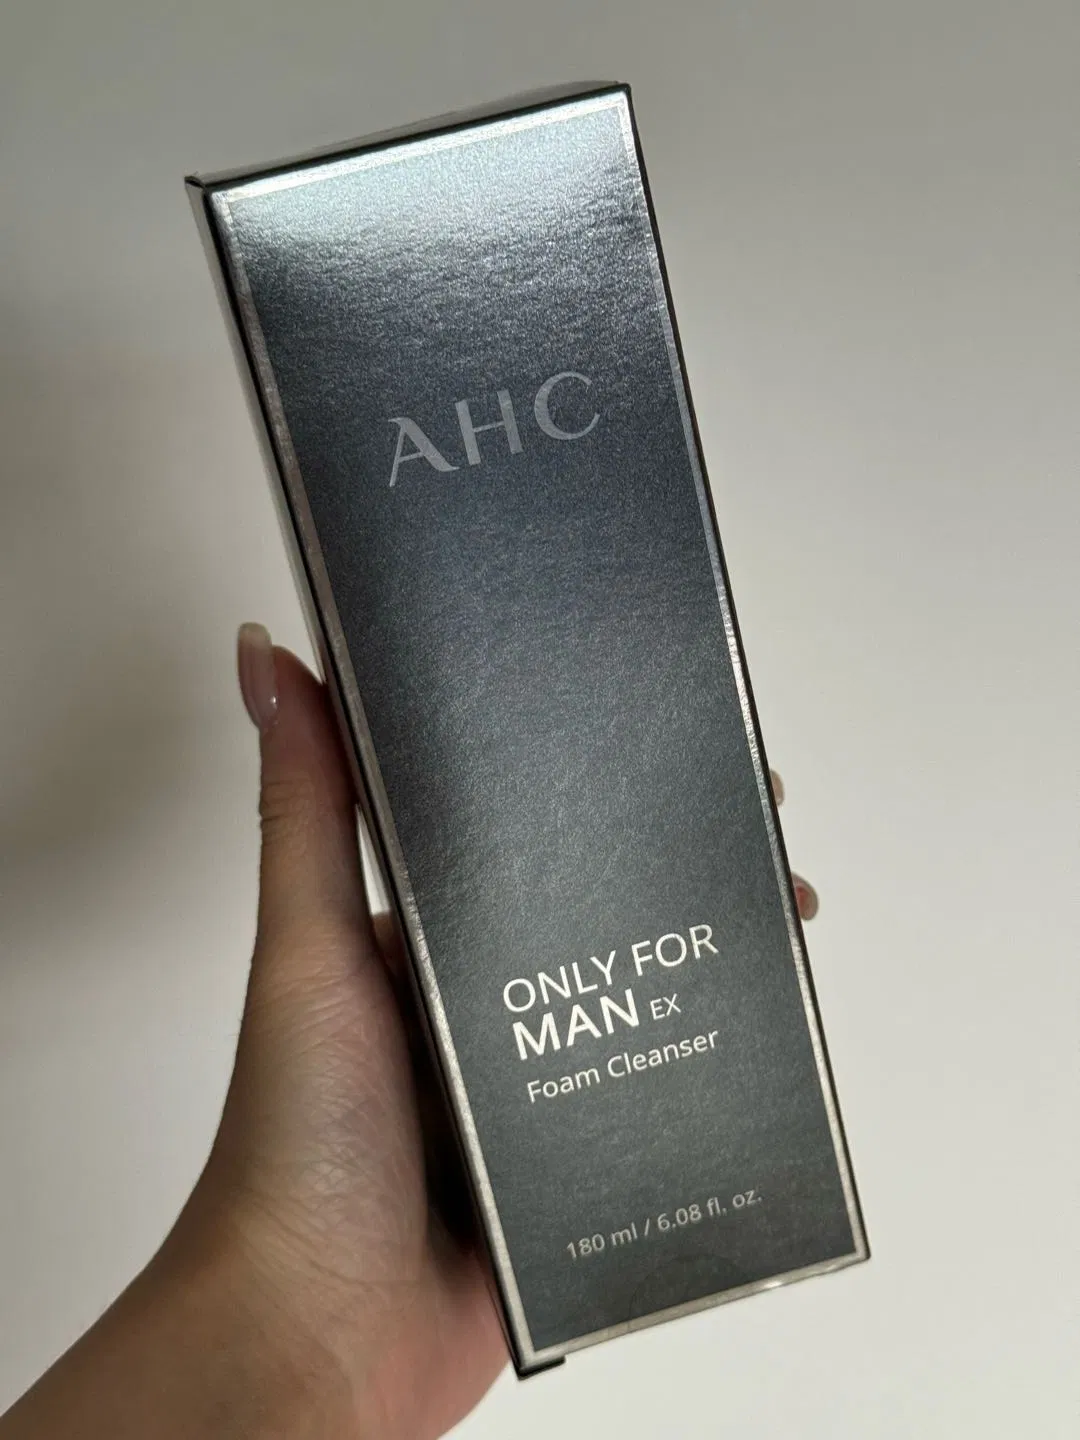 AHC
ONLY FOR
MAN EX
Foam Cleanser
180 ml / 6.08 fl. oz.